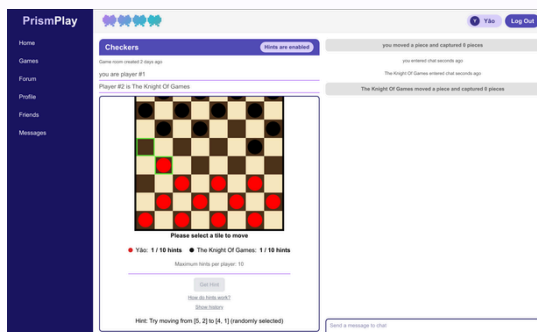 PrismPlay
Home
Games
Forum
Profile
Friends
Messages
Y Yǎo
Log Out
Checkers
Hints are enabled
Game room created 2 days ago
you are player #1
Player #2 is The Knight Of Games
Please select a tile to move
Yǎo: 1 / 10 hints
The Knight Of Games: 1 / 10 hints
Maximum hints per player: 10
Get Hint
How do hints work?
Show history
Hint: Try moving from [5, 2] to [4, 1] (randomly selected)
you moved a piece and captured 0 pieces
you entered chat seconds ago
The Knight Of Games entered chat seconds ago
The Knight Of Games moved a piece and captured 0 pieces
Send a message to chat